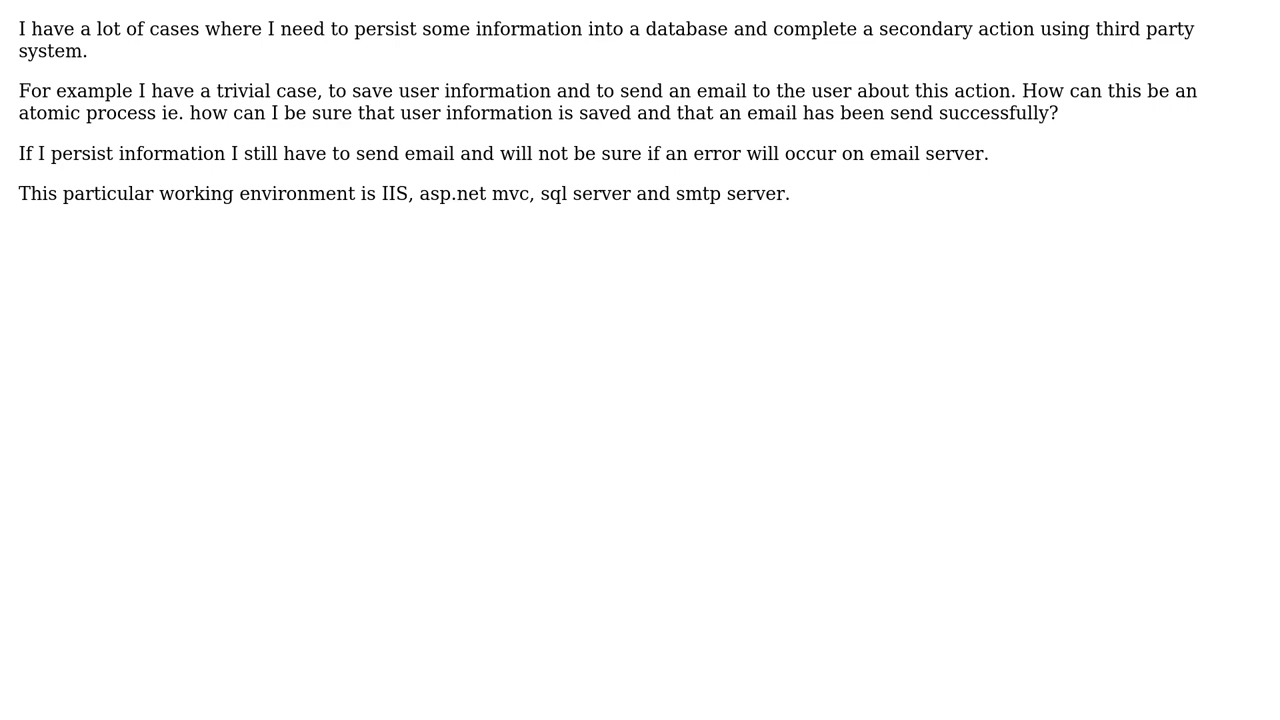 I have a lot of cases where I need to persist some information into a database and complete a secondary action using third party
system.
For example I have a trivial case, to save user information and to send an email to the user about this action. How can this be an
atomic process ie. how can I be sure that user information is saved and that an email has been send successfully?
If I persist information I still have to send email and will not be sure if an error will occur on email server.
This particular working environment is IIS, asp.net mvc, sql server and smtp server.